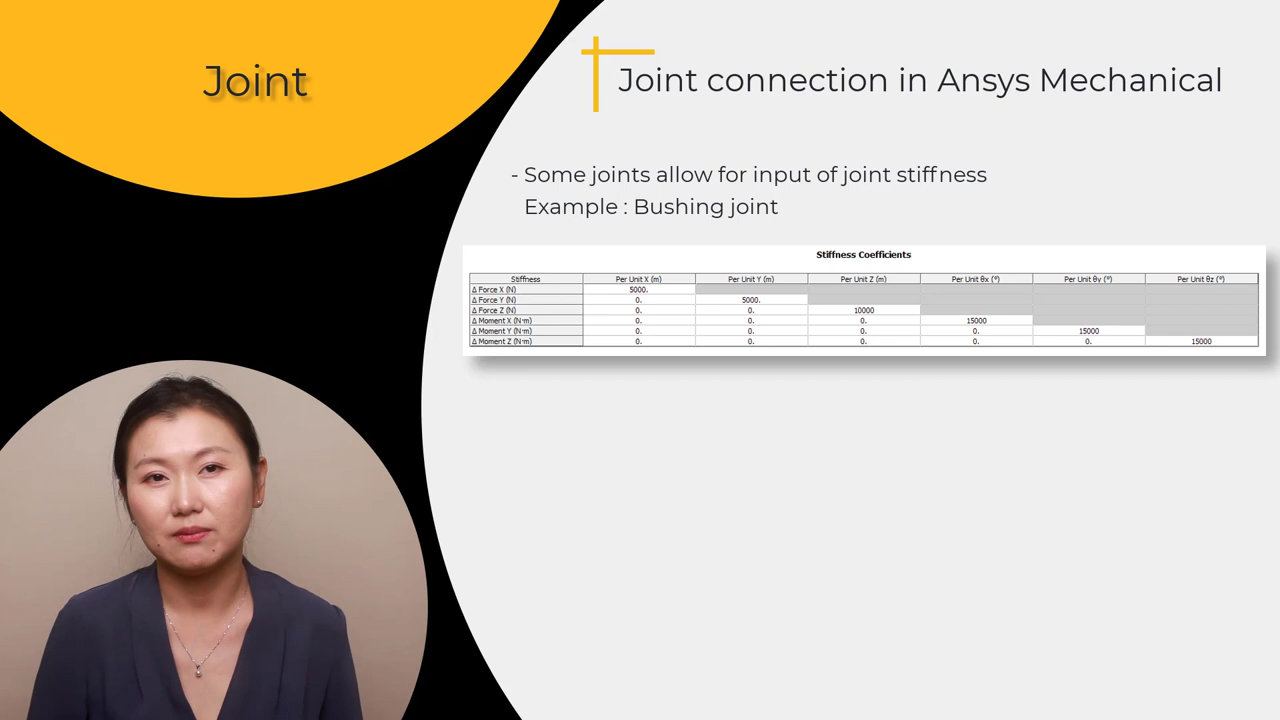 Joint
Joint connection in Ansys Mechanical
- Some joints allow for input of joint stiffness
Example : Bushing joint
Stiffness Coefficients
Stiffness Per Unit X (m) Per Unit Y (m) Per Unit Z (m) Per Unit θx (°) Per Unit θy (°) Per Unit θz (°)
Δ Force X (N) 5000.
Δ Force Y (N) 0. 5000.
Δ Force Z (N) 0. 0. 10000
Δ Moment X (N·m) 0. 0. 0. 15000
Δ Moment Y (N·m) 0. 0. 0. 0. 15000
Δ Moment Z (N·m) 0. 0. 0. 0. 0. 15000